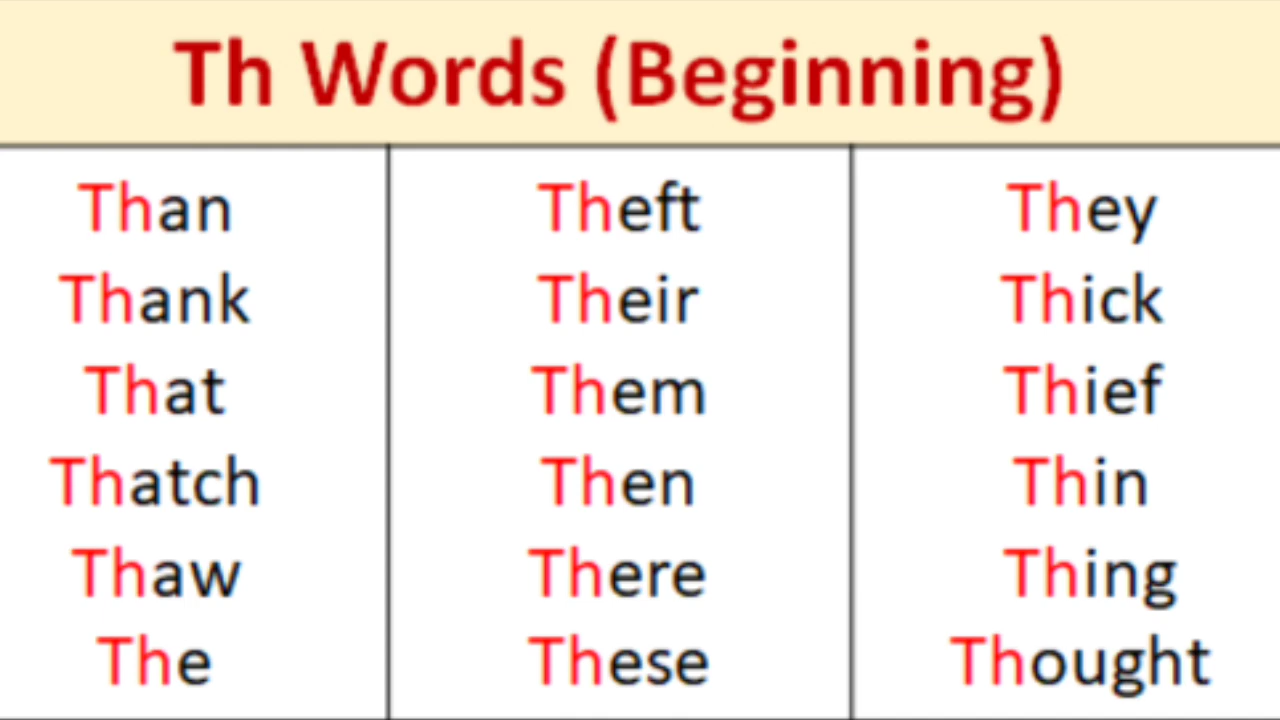 Th Words (Beginning)
Than Theft They
Thank Their Thick
That Them Thief
Thatch Then Thin
Thaw There Thing
The These Thought